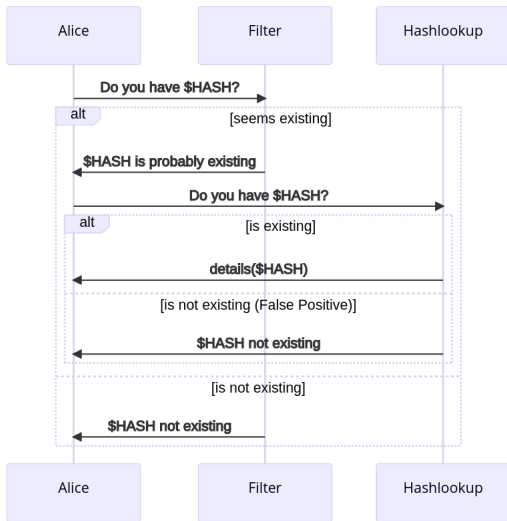 Alice Filter Hashlookup
Do you have $HASH?
alt
[seems existing]
$HASH is probably existing
Do you have $HASH?
alt
[is existing]
details($HASH)
[is not existing (False Positive)]
$HASH not existing
[is not existing]
$HASH not existing
Alice Filter Hashlookup